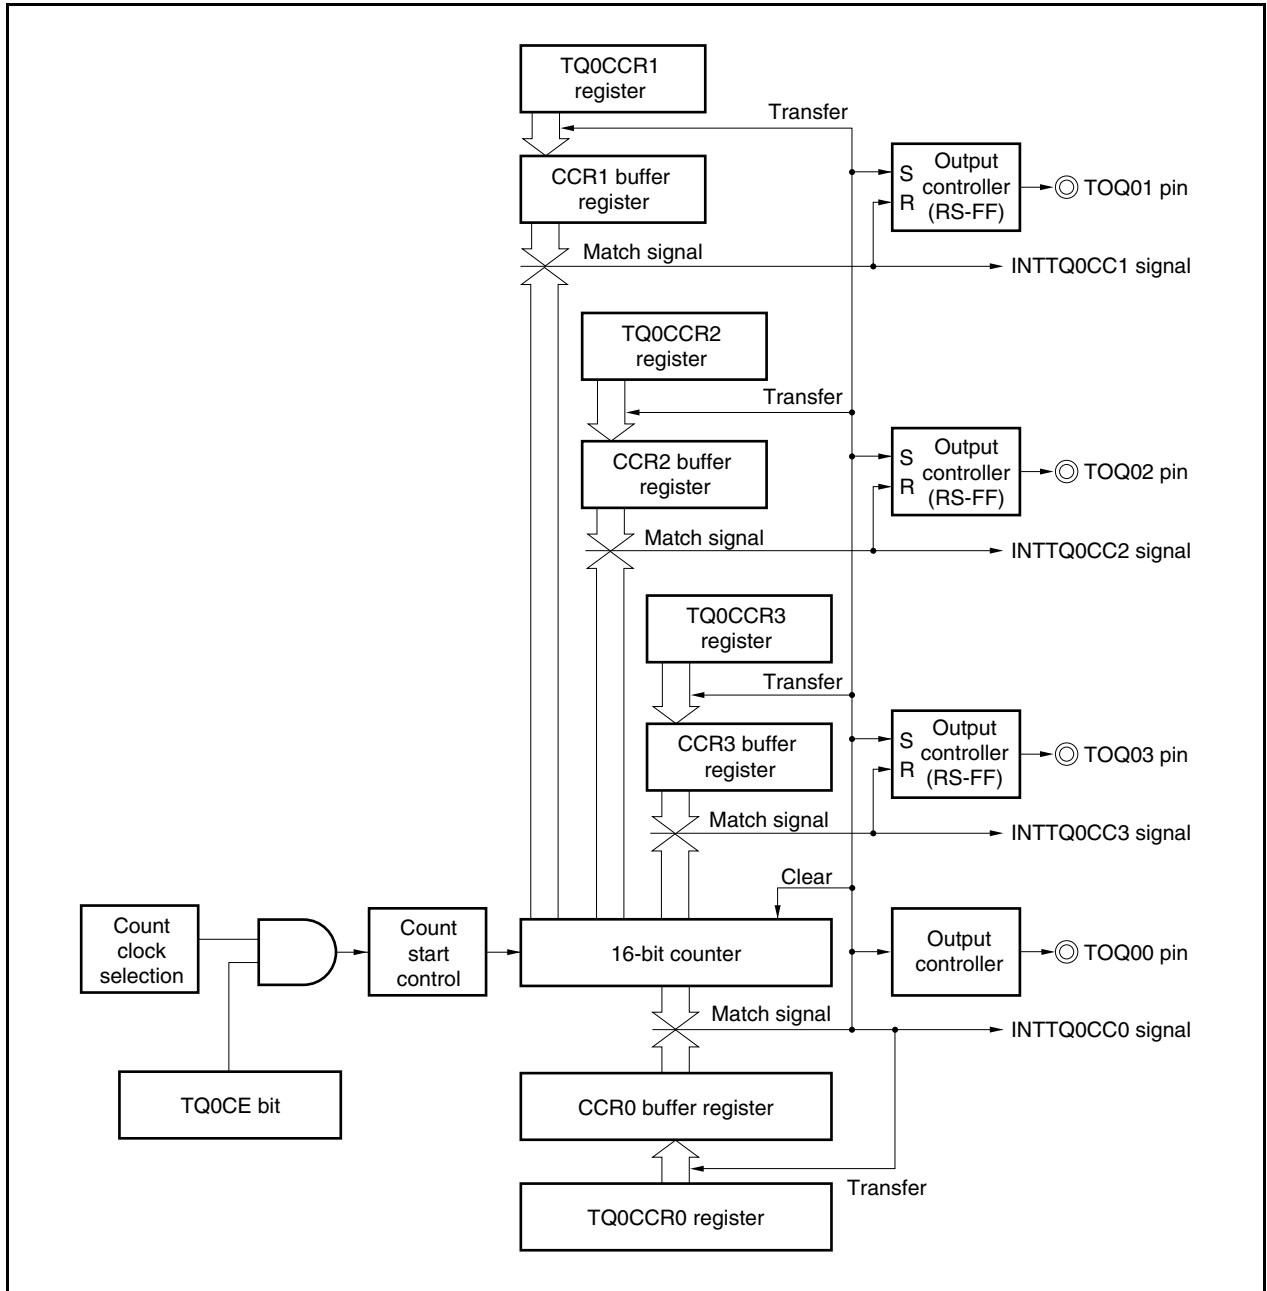 TQ0CCR1
register
Transfer
CCR1 buffer
register
S
R
Output
controller
(RS-FF)
TOQ01 pin
Match signal
INTTQ0CC1 signal
TQ0CCR2
register
Transfer
CCR2 buffer
register
S
R
Output
controller
(RS-FF)
TOQ02 pin
Match signal
INTTQ0CC2 signal
TQ0CCR3
register
Transfer
CCR3 buffer
register
S
R
Output
controller
(RS-FF)
TOQ03 pin
Match signal
INTTQ0CC3 signal
Clear
Count
clock
selection
Count
start
control
16-bit counter
Output
controller
TOQ00 pin
Match signal
INTTQ0CC0 signal
TQ0CE bit
CCR0 buffer register
Transfer
TQ0CCR0 register